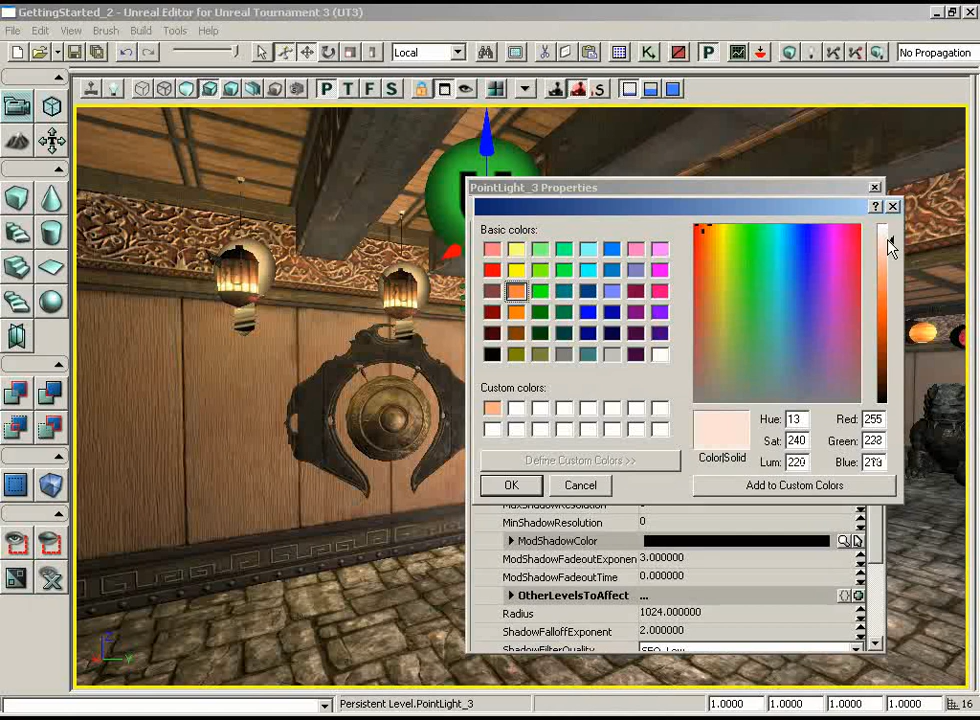 GettingStarted_2 - Unreal Editor for Unreal Tournament 3 (UT3)
File Edit View Brush Build Tools Help
Local
No Propagation
P T F S
PointLight_3 Properties
Basic colors:
Custom colors:
Define Custom Colors >>
OK Cancel
Color|Solid
Hue: 13 Red: 255
Sat: 240 Green: 228
Lum: 220 Blue:
Add to Custom Colors
MaxShadowResolution
MinShadowResolution 0
ModShadowColor
ModShadowFadeoutExponen 3.000000
ModShadowFadeoutTime 0.000000
OtherLevelsToAffect ...
Radius 1024.000000
ShadowFalloffExponent 2.000000
ShadowFilterQuality SFQ_Low
Persistent Level.PointLight_3 1.0000 1.0000 1.0000 1.0000 16